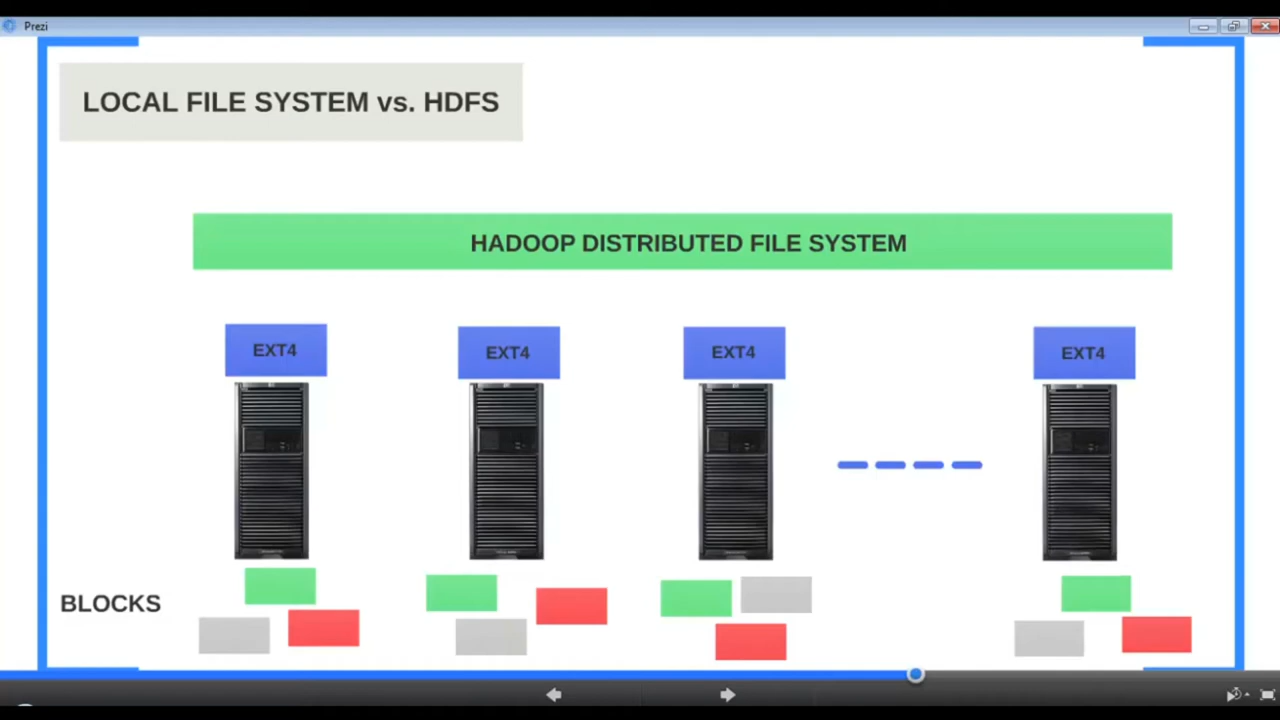 Prezi
LOCAL FILE SYSTEM vs. HDFS
HADOOP DISTRIBUTED FILE SYSTEM
EXT4
EXT4
EXT4
EXT4
BLOCKS